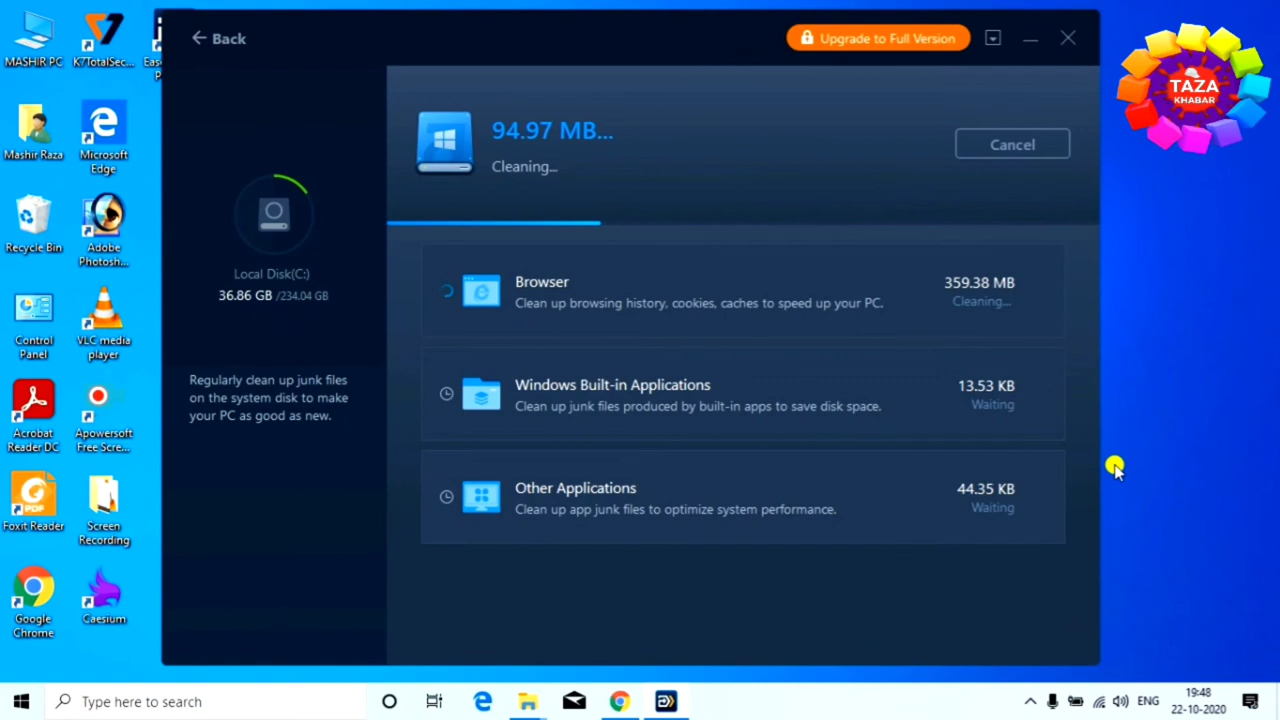 MASHIR PC
K7TotalSec...
Mashir Raza
Microsoft
Edge
Recycle Bin
Adobe
Photosh...
Control
Panel
VLC media
player
Acrobat
Reader DC
Apowersoft
Free Scre...
Foxit Reader
Screen
Recording
Google
Chrome
Caesium
Back
Upgrade to Full Version
TAZA
KHABAR
94.97 MB...
Cleaning...
Cancel
Local Disk(C:)
36.86 GB /234.04 GB
Regularly clean up junk files
on the system disk to make
your PC as good as new.
Browser
359.38 MB
Clean up browsing history, cookies, caches to speed up your PC.
Cleaning...
Windows Built-in Applications
13.53 KB
Clean up junk files produced by built-in apps to save disk space.
Waiting
Other Applications
44.35 KB
Clean up app junk files to optimize system performance.
Waiting
Type here to search
ENG
19:48
22-10-2020